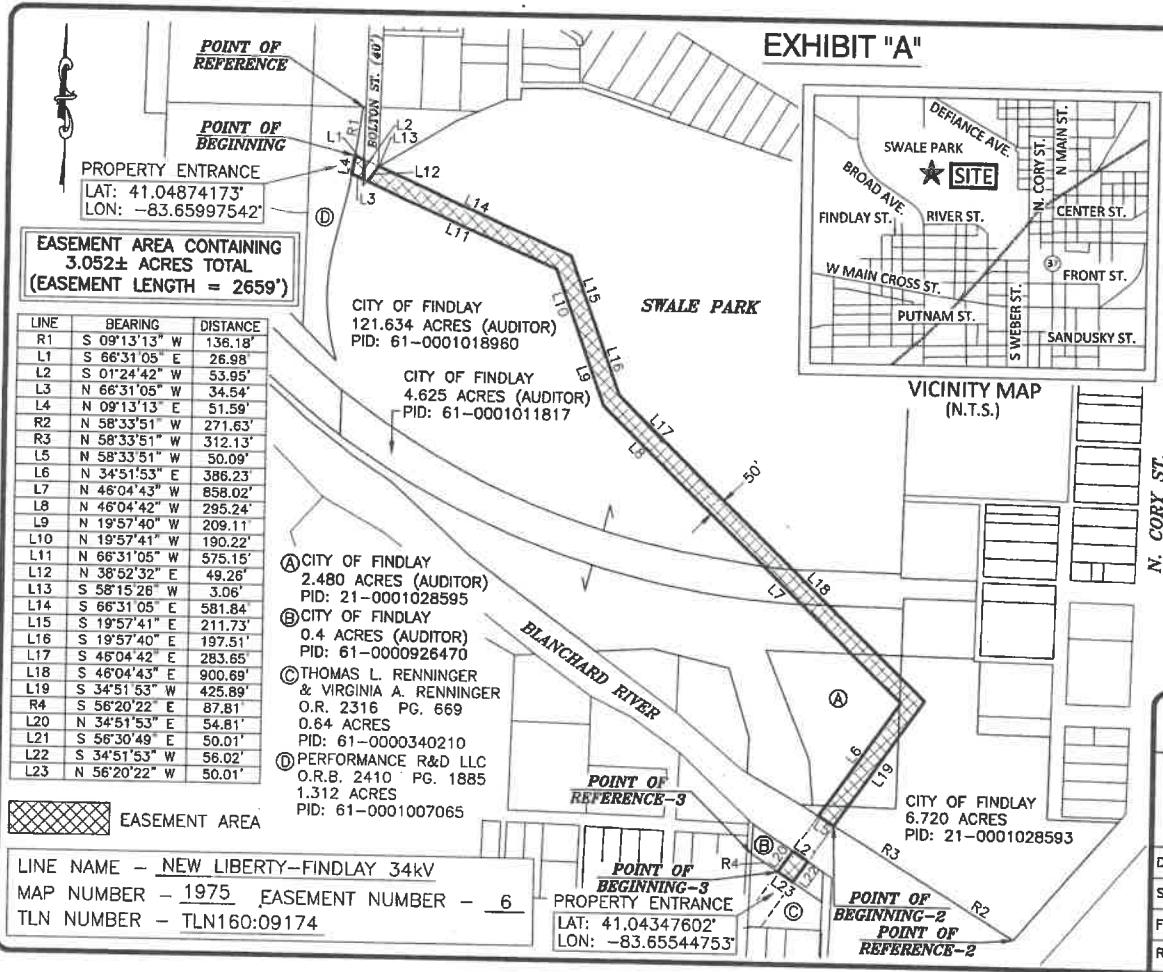 EXHIBIT "A"
POINT OF
REFERENCE
BOLTON ST. (40')
R1
POINT OF
BEGINNING
L1
L2
L13
L4
L3
L12
PROPERTY ENTRANCE
LAT: 41.04874173°
LON: -83.65997542°
D
L14
L11
EASEMENT AREA CONTAINING
3.052± ACRES TOTAL
(EASEMENT LENGTH = 2659')
L15
L10
CITY OF FINDLAY
121.634 ACRES (AUDITOR)
PID: 61-0001018960
SWALE PARK
L16
L9
CITY OF FINDLAY
4.625 ACRES (AUDITOR)
PID: 61-0001011817
L17
L8
50'
L18
L7
DEFIANCE AVE.
SWALE PARK
SITE
BROAD AVE.
N. CORY ST.
N MAIN ST.
FINDLAY ST.
RIVER ST.
CENTER ST.
37
FRONT ST.
W MAIN CROSS ST.
PUTNAM ST.
S WEBER ST.
SANDUSKY ST.
VICINITY MAP
(N.T.S.)
N. CORY ST.
LINE BEARING DISTANCE
R1 S 09°13'13" W 136.18'
L1 S 66°31'05" E 26.98'
L2 S 01°24'42" W 53.95'
L3 N 66°31'05" W 34.54'
L4 N 09°13'13" E 51.59'
R2 N 58°33'51" W 271.63'
R3 N 58°33'51" W 312.13'
L5 N 58°33'51" W 50.09'
L6 N 34°51'53" E 386.23'
L7 N 46°04'43" W 858.02'
L8 N 46°04'42" W 295.24'
L9 N 19°57'40" W 209.11'
L10 N 19°57'41" W 190.22'
L11 N 66°31'05" W 575.15'
L12 N 38°52'32" E 49.26'
L13 S 58°15'26" W 3.06'
L14 S 66°31'05" E 581.84'
L15 S 19°57'41" E 211.73'
L16 S 19°57'40" E 197.51'
L17 S 46°04'42" E 283.65'
L18 S 46°04'43" E 900.69'
L19 S 34°51'53" W 425.89'
R4 S 56°20'22" E 87.81'
L20 N 34°51'53" E 54.81'
L21 S 56°30'49" E 50.01'
L22 S 34°51'53" W 56.02'
L23 N 56°20'22" W 50.01'
A CITY OF FINDLAY
2.480 ACRES (AUDITOR)
PID: 21-0001028595
B CITY OF FINDLAY
0.4 ACRES (AUDITOR)
PID: 61-0000926470
C THOMAS L. RENNINGER
& VIRGINIA A. RENNINGER
O.R. 2316 PG. 669
0.64 ACRES
PID: 61-0000340210
D PERFORMANCE R&D LLC
O.R.B. 2410 PG. 1885
1.312 ACRES
PID: 61-0001007065
BLANCHARD RIVER
A
L6
L19
POINT OF
REFERENCE-3
CITY OF FINDLAY
6.720 ACRES
PID: 21-0001028593
B
R4
R3
R2
L23
C
POINT OF
BEGINNING-3
POINT OF
BEGINNING-2
POINT OF
REFERENCE-2
PROPERTY ENTRANCE
LAT: 41.04347602°
LON: -83.65544753°
EASEMENT AREA
LINE NAME – NEW LIBERTY-FINDLAY 34kV
MAP NUMBER – 1975 EASEMENT NUMBER – 6
TLN NUMBER – TLN160:09174